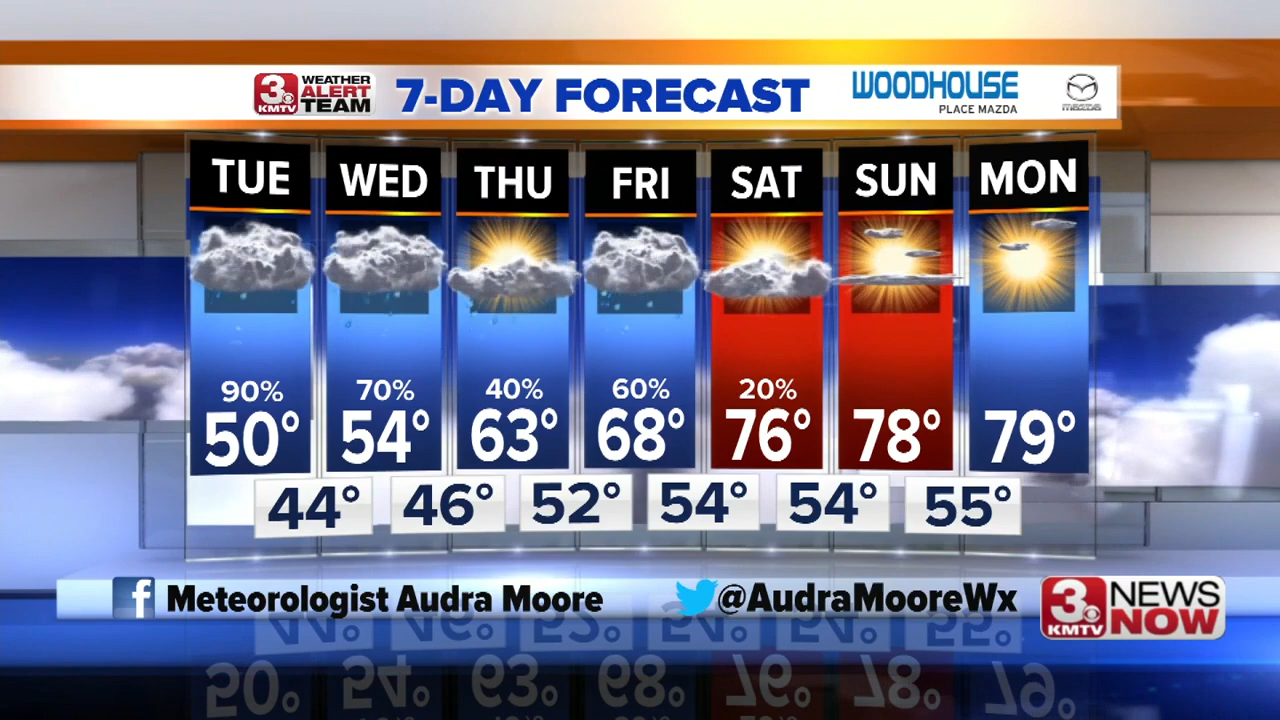 3 KMTV WEATHER ALERT TEAM
7-DAY FORECAST
WOODHOUSE
PLACE MAZDA
mazda
TUE WED THU FRI SAT SUN MON
90% 70% 40% 60% 20%
50° 54° 63° 68° 76° 78° 79°
44° 46° 52° 54° 54° 55°
f Meteorologist Audra Moore @AudraMooreWx
3 KMTV NEWS NOW